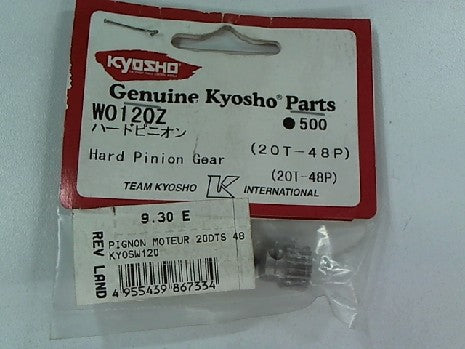 KYOSHO
Genuine Kyosho® Parts
W0120Z
●500
ハードピニオン
(20T-48P)
Hard Pinion Gear
(20T-48P)
TEAM KYOSHO K INTERNATIONAL
9.30 E
REV LAND
PIGNON MOTEUR 20DTS 48
KYOSW120
4 955439 867334